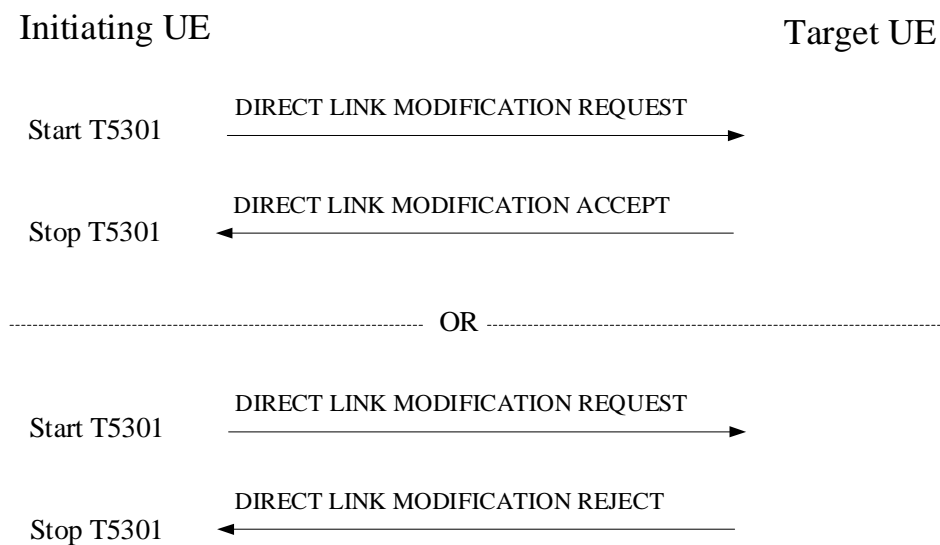 Initiating UE
Target UE
DIRECT LINK MODIFICATION REQUEST
Start T5301
DIRECT LINK MODIFICATION ACCEPT
Stop T5301
OR
DIRECT LINK MODIFICATION REQUEST
Start T5301
DIRECT LINK MODIFICATION REJECT
Stop T5301